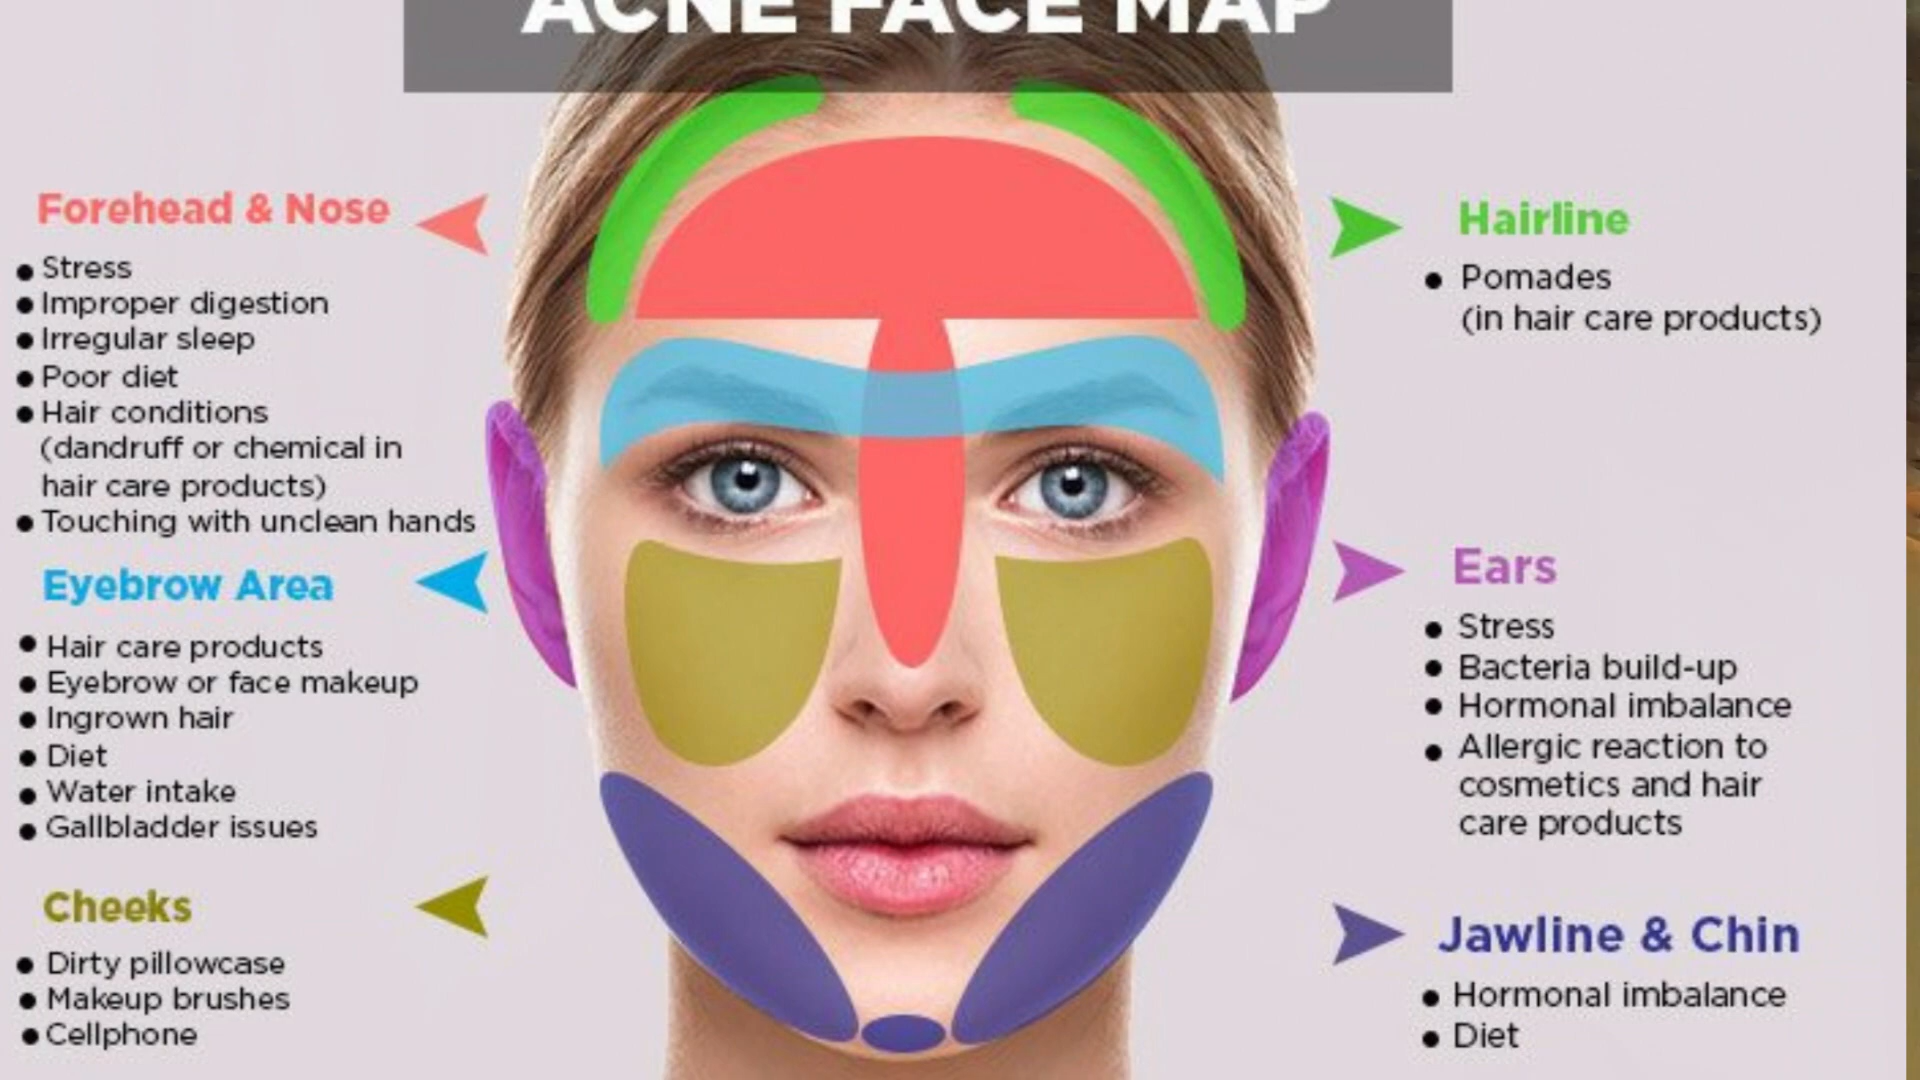 ACNE FACE MAP
Forehead & Nose
Stress
Improper digestion
Irregular sleep
Poor diet
Hair conditions
(dandruff or chemical in
hair care products)
Touching with unclean hands
Eyebrow Area
Hair care products
Eyebrow or face makeup
Ingrown hair
Diet
Water intake
Gallbladder issues
Cheeks
Dirty pillowcase
Makeup brushes
Cellphone
Hairline
Pomades
(in hair care products)
Ears
Stress
Bacteria build-up
Hormonal imbalance
Allergic reaction to
cosmetics and hair
care products
Jawline & Chin
Hormonal imbalance
Diet